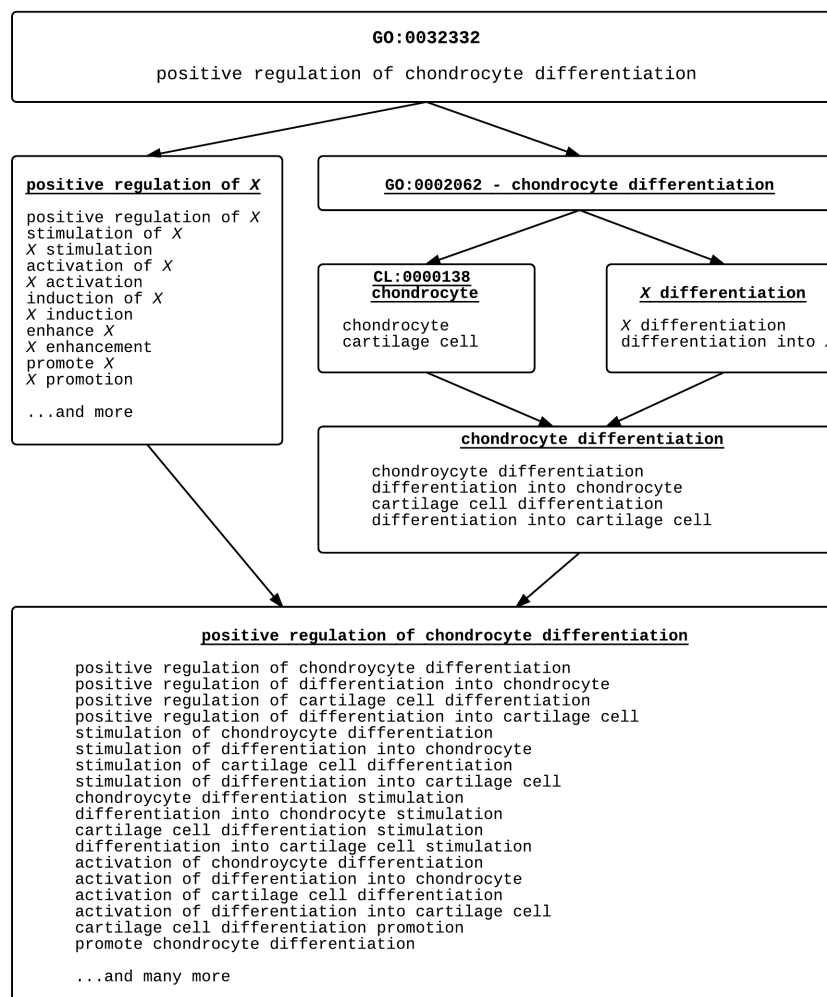 GO:0032332
positive regulation of chondrocyte differentiation
positive regulation of X
positive regulation of X
stimulation of X
X stimulation
activation of X
X activation
induction of X
X induction
enhance X
X enhancement
promote X
X promotion
...and more
GO:0002062 - chondrocyte differentiation
CL:0000138
chondrocyte
chondrocyte
cartilage cell
X differentiation
X differentiation
differentiation into
chondrocyte differentiation
chondroycyte differentiation
differentiation into chondrocyte
cartilage cell differentiation
differentiation into cartilage cell
positive regulation of chondrocyte differentiation
positive regulation of chondroycyte differentiation
positive regulation of differentiation into chondrocyte
positive regulation of cartilage cell differentiation
positive regulation of differentiation into cartilage cell
stimulation of chondroycyte differentiation
stimulation of differentiation into chondrocyte
stimulation of cartilage cell differentiation
stimulation of differentiation into cartilage cell
chondroycyte differentiation stimulation
differentiation into chondrocyte stimulation
cartilage cell differentiation stimulation
differentiation into cartilage cell stimulation
activation of chondroycyte differentiation
activation of differentiation into chondrocyte
activation of cartilage cell differentiation
activation of differentiation into cartilage cell
cartilage cell differentiation promotion
promote chondrocyte differentiation
...and many more